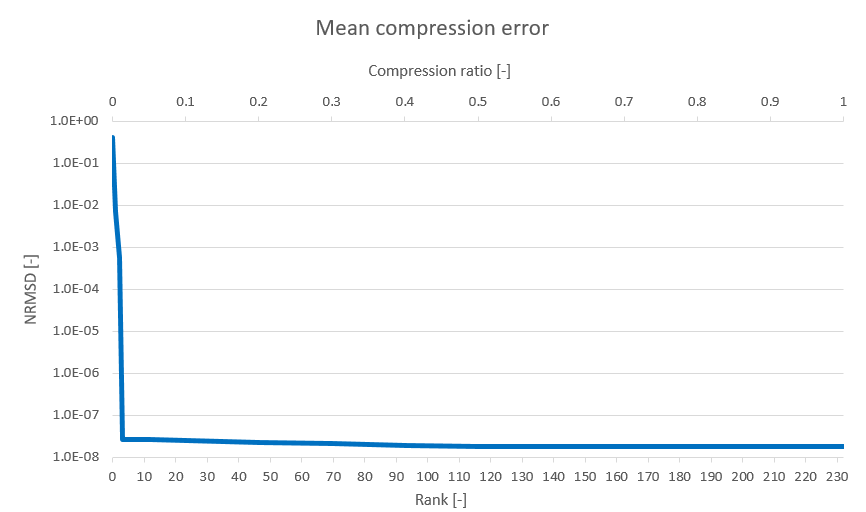 Mean compression error
Compression ratio [-]
0 0.1 0.2 0.3 0.4 0.5 0.6 0.7 0.8 0.9 1
1.0E+00
1.0E-01
1.0E-02
1.0E-03
1.0E-04
1.0E-05
1.0E-06
1.0E-07
1.0E-08
NRMSD [-]
0 10 20 30 40 50 60 70 80 90 100 110 120 130 140 150 160 170 180 190 200 210 220 230
Rank [-]